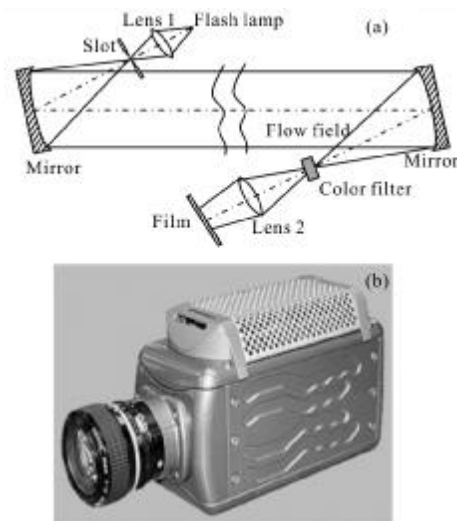 Lens 1
Flash lamp
(a)
Slot
Flow field
Mirror
Mirror
Color filter
Film
Lens 2
(b)